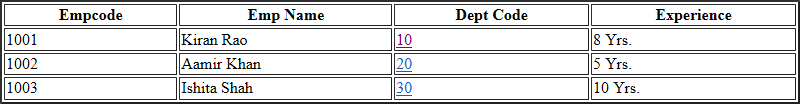 Empcode Emp Name Dept Code Experience
1001 Kiran Rao 10 8 Yrs.
1002 Aamir Khan 20 5 Yrs.
1003 Ishita Shah 30 10 Yrs.